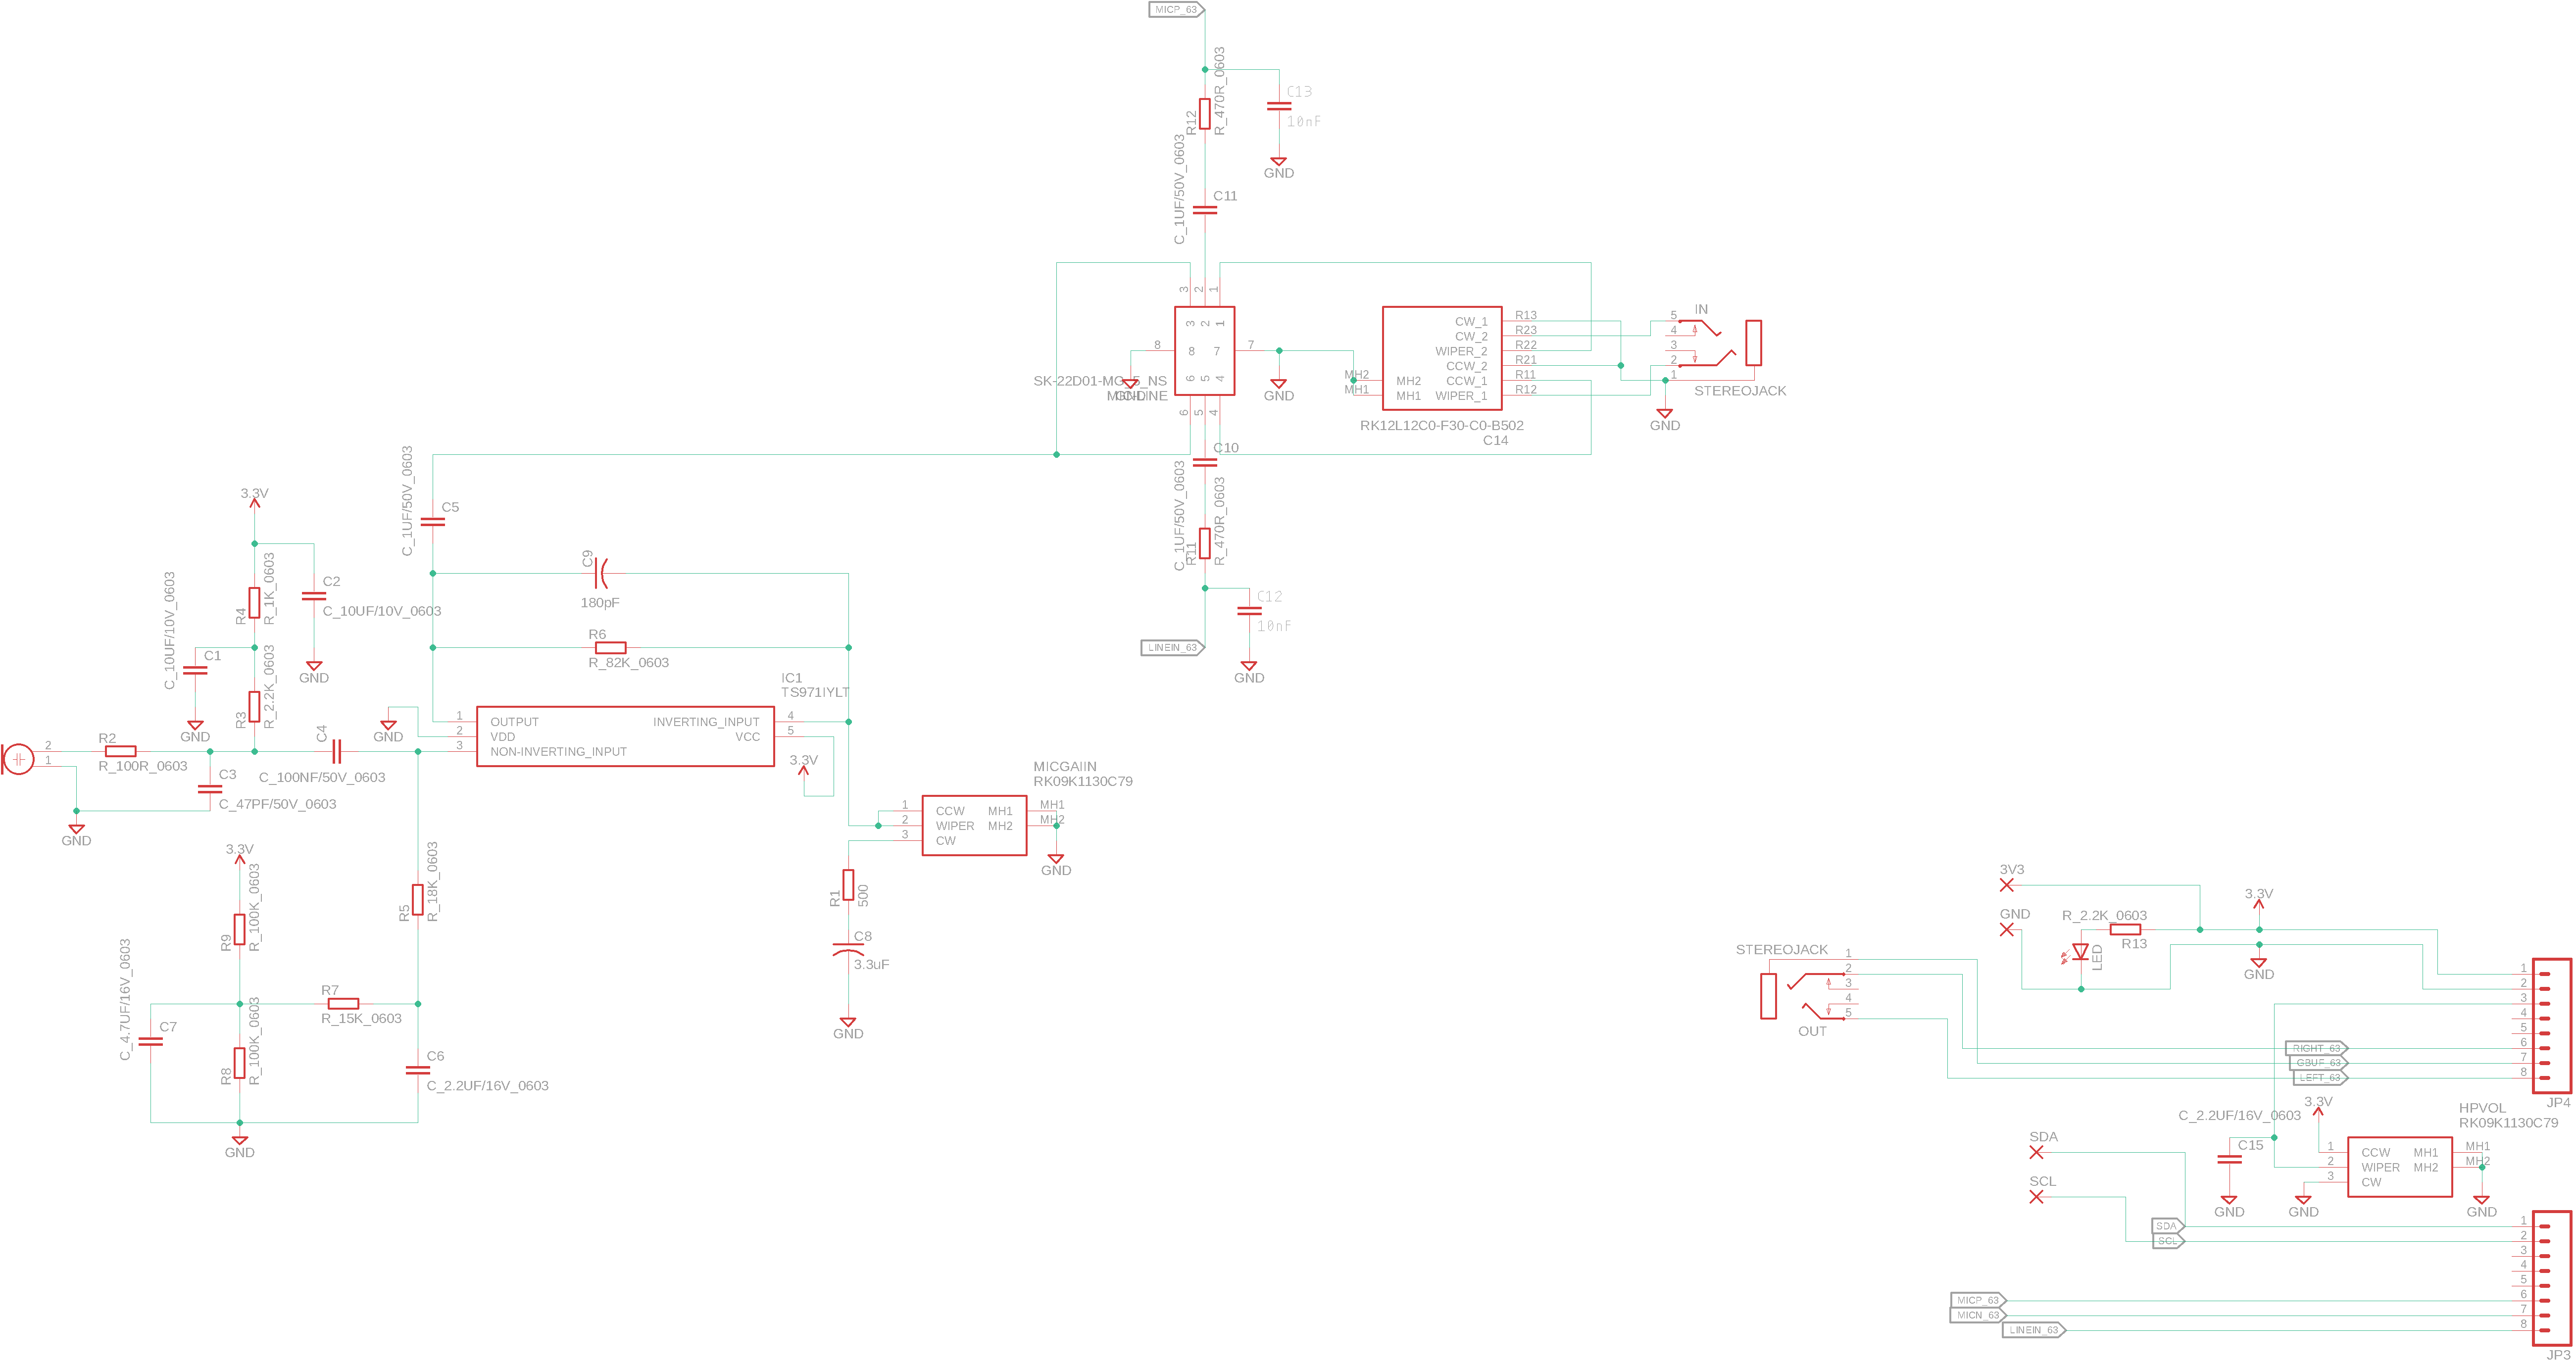 MICP_63
R12
R_470R_0603
C13
10nF
GND
C_1UF/50V_0603
C11
3
2
1
3 2 1
8
8 7
7
6 5 4
6
5
4
SK-22D01-MG_5_NS
GND
CW_1
CW_2
WIPER_2
CCW_2
CCW_1
WIPER_1
MH2
MH1
MH2
MH1
R13
R23
R22
R21
R11
R12
RK12L12C0-F30-C0-B502
C14
IN
5
4
3
2
1
STEREOJACK
GND
GND
C10
C_1UF/50V_0603
R11
R_470R_0603
C12
10nF
LINEIN_63
GND
C_1UF/50V_0603
C5
C9
180pF
R6
R_82K_0603
3.3V
R4
R_1K_0603
C2
C_10UF/10V_0603
GND
C_10UF/10V_0603
C1
GND
R3
R_2.2K_0603
2
1
R2
R_100R_0603
C3
C_47PF/50V_0603
GND
C4
C_100NF/50V_0603
GND
IC1
TS971IYLT
1
2
3
OUTPUT
VDD
NON-INVERTING_INPUT
INVERTING_INPUT
VCC
4
5
3.3V
MICGAIIN
RK09K1130C79
1
2
3
CCW
WIPER
CW
MH1
MH2
MH1
MH2
GND
R1
500
C8
3.3uF
GND
3.3V
R9
R_100K_0603
R5
R_18K_0603
C_4.7UF/16V_0603
C7
R7
R_15K_0603
R8
R_100K_0603
C6
C_2.2UF/16V_0603
GND
3V3
GND
R_2.2K_0603
R13
LED
3.3V
GND
STEREOJACK
1
2
3
4
5
OUT
RIGHT_63
GBUF_63
LEFT_63
1
2
3
4
5
6
7
8
JP4
C_2.2UF/16V_0603
C15
GND
3.3V
HPVOL
RK09K1130C79
1
2
3
CCW
WIPER
CW
MH1
MH2
MH1
MH2
GND
GND
SDA
SCL
SDA
SCL
MICP_63
MICN_63
LINEIN_63
1
2
3
4
5
6
7
8
JP3